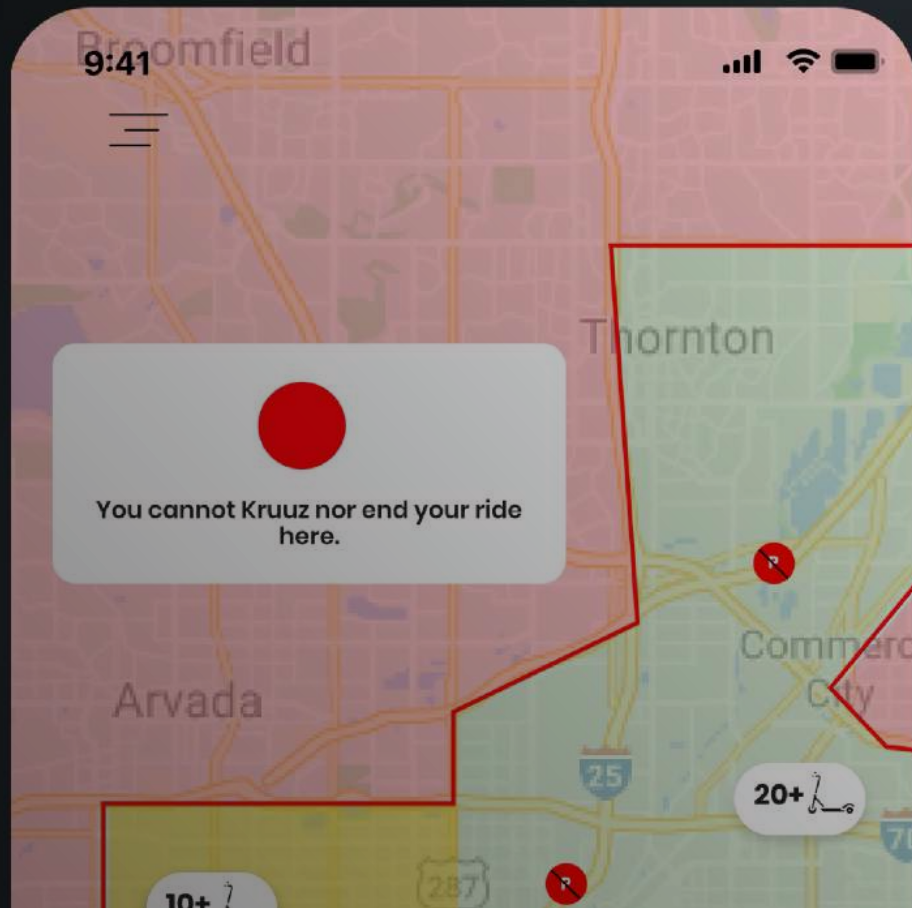 Broomfield
9:41
Thornton
You cannot Kruuz nor end your ride
here.
P
Commerc
City
Arvada
25
20+
70
287
P
10+